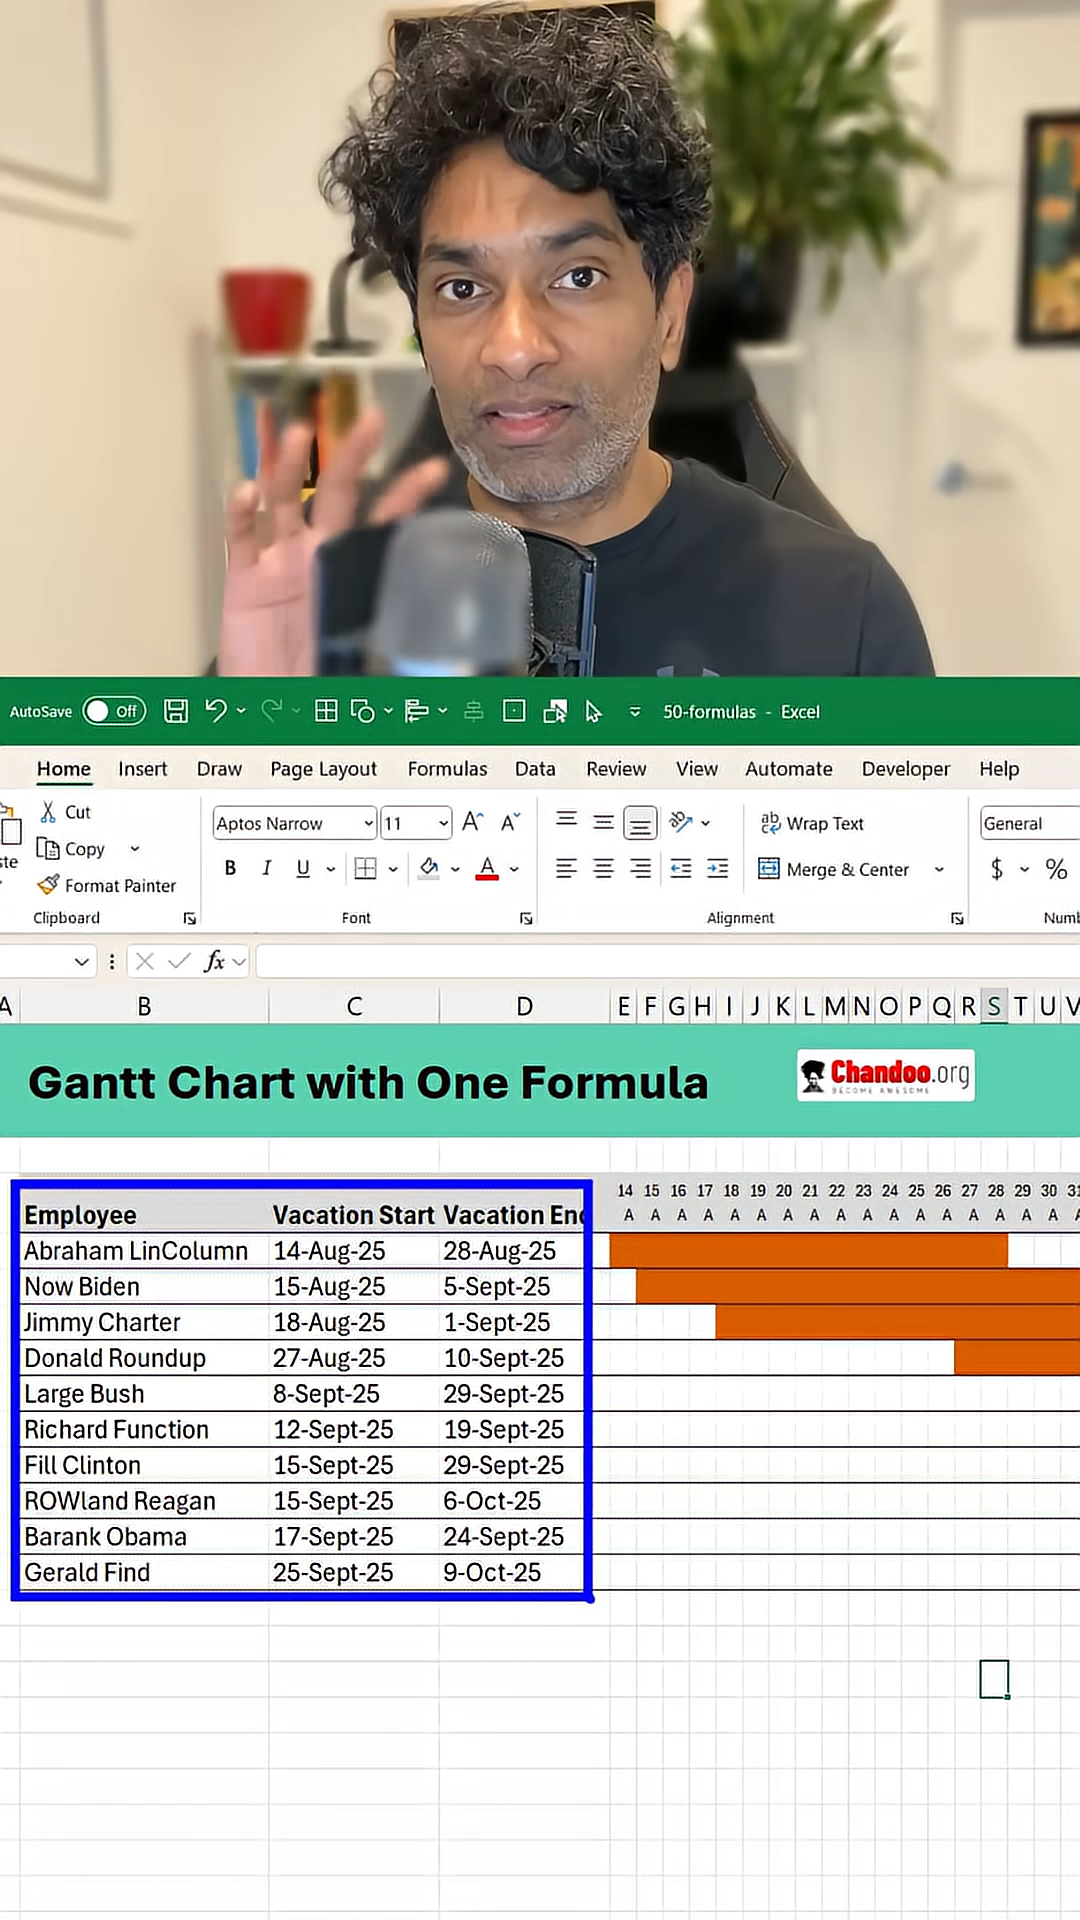 AutoSave Off 50-formulas - Excel
Home Insert Draw Page Layout Formulas Data Review View Automate Developer Help
Cut
Copy
Format Painter
Clipboard
Aptos Narrow 11 A A
B I U A
Font
ab Wrap Text
Merge & Center
Alignment
General
$ %
fx
A B C D E F G H I J K L M N O P Q R S T U V
Gantt Chart with One Formula
Chandoo.org
BECOME AWESOME
14 15 16 17 18 19 20 21 22 23 24 25 26 27 28 29 30 31
Employee Vacation Start Vacation End A A A A A A A A A A A A A A A A A A
Abraham LinColumn 14-Aug-25 28-Aug-25
Now Biden 15-Aug-25 5-Sept-25
Jimmy Charter 18-Aug-25 1-Sept-25
Donald Roundup 27-Aug-25 10-Sept-25
Large Bush 8-Sept-25 29-Sept-25
Richard Function 12-Sept-25 19-Sept-25
Fill Clinton 15-Sept-25 29-Sept-25
ROWland Reagan 15-Sept-25 6-Oct-25
Barank Obama 17-Sept-25 24-Sept-25
Gerald Find 25-Sept-25 9-Oct-25